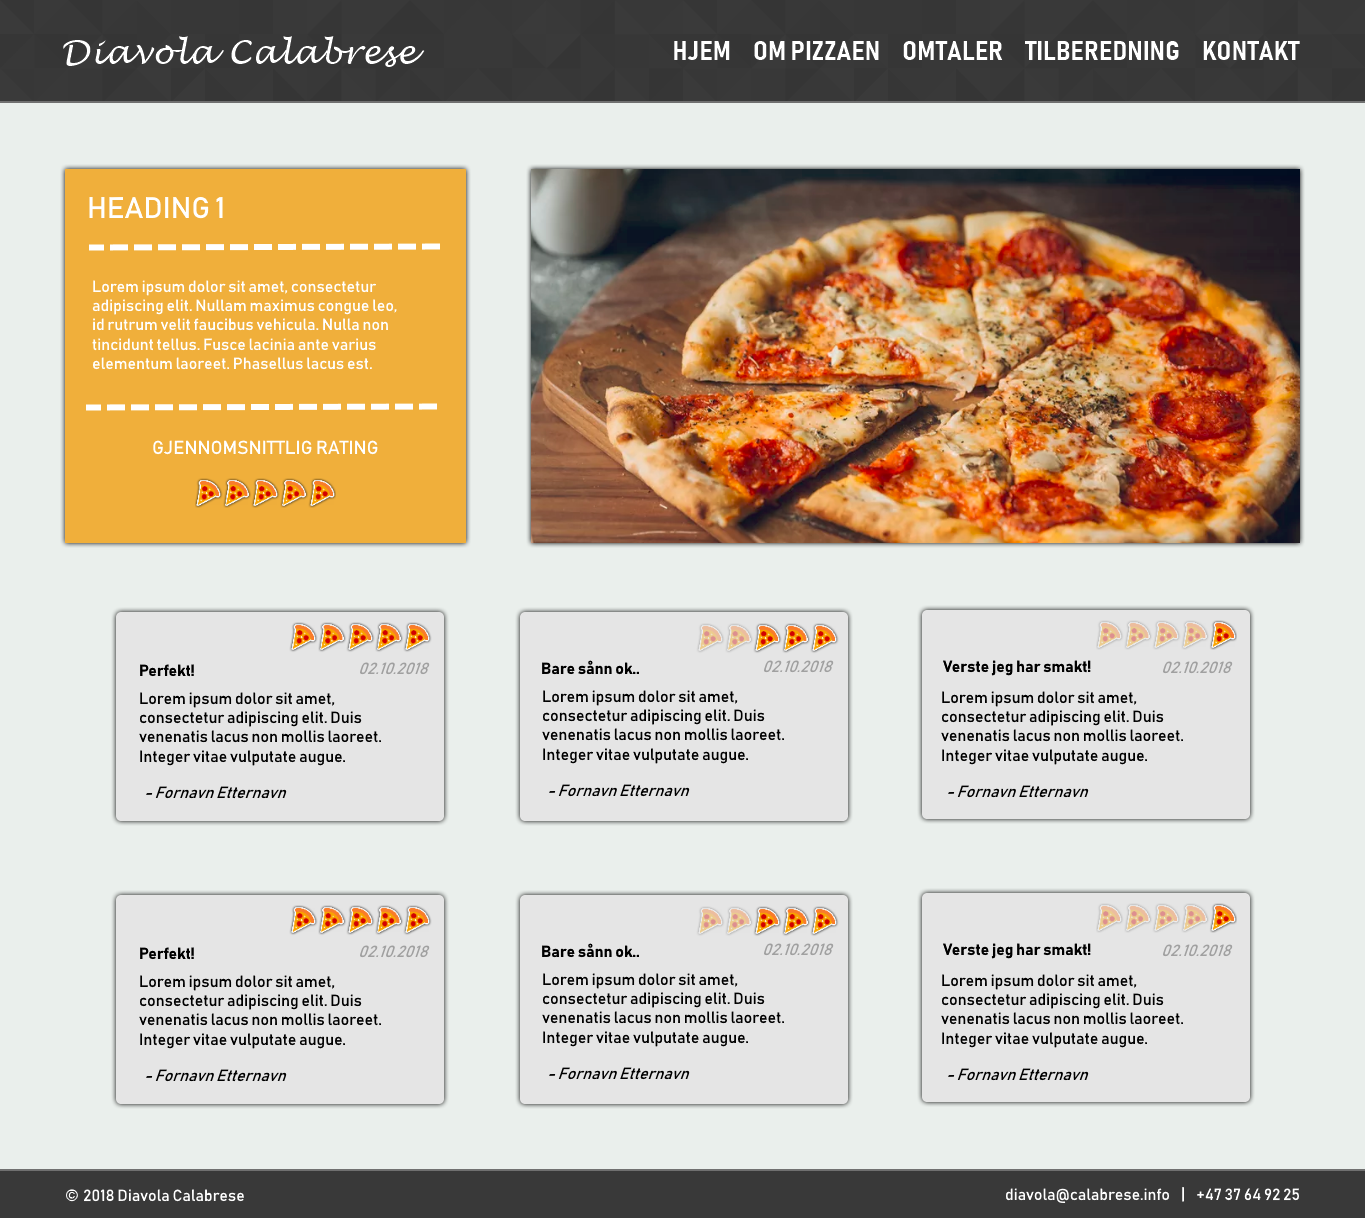 Diavola Calabrese
HJEM OM PIZZAEN OMTALER TILBEREDNING KONTAKT
HEADING 1
Lorem ipsum dolor sit amet, consectetur
adipiscing elit. Nullam maximus congue leo,
id rutrum velit faucibus vehicula. Nulla non
tincidunt tellus. Fusce lacinia ante varius
elementum laoreet. Phasellus lacus est.
GJENNOMSNITTLIG RATING
02.10.2018
Perfekt!
Lorem ipsum dolor sit amet,
consectetur adipiscing elit. Duis
venenatis lacus non mollis laoreet.
Integer vitae vulputate augue.
- Fornavn Etternavn
02.10.2018
Bare sånn ok..
Lorem ipsum dolor sit amet,
consectetur adipiscing elit. Duis
venenatis lacus non mollis laoreet.
Integer vitae vulputate augue.
- Fornavn Etternavn
Verste jeg har smakt!
02.10.2018
Lorem ipsum dolor sit amet,
consectetur adipiscing elit. Duis
venenatis lacus non mollis laoreet.
Integer vitae vulputate augue.
- Fornavn Etternavn
02.10.2018
Perfekt!
Lorem ipsum dolor sit amet,
consectetur adipiscing elit. Duis
venenatis lacus non mollis laoreet.
Integer vitae vulputate augue.
- Fornavn Etternavn
02.10.2018
Bare sånn ok..
Lorem ipsum dolor sit amet,
consectetur adipiscing elit. Duis
venenatis lacus non mollis laoreet.
Integer vitae vulputate augue.
- Fornavn Etternavn
Verste jeg har smakt!
02.10.2018
Lorem ipsum dolor sit amet,
consectetur adipiscing elit. Duis
venenatis lacus non mollis laoreet.
Integer vitae vulputate augue.
- Fornavn Etternavn
© 2018 Diavola Calabrese
diavola@calabrese.info | +47 37 64 92 25